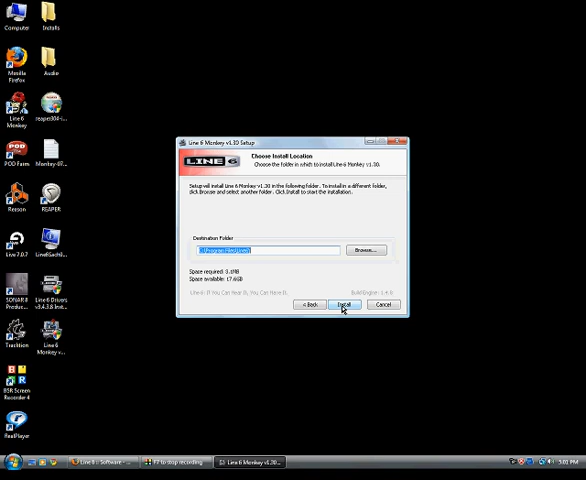 Computer
Installs
Mozilla
Firefox
Audio
Line 6
Monkey
reaper304-i...
POD
POD Farm
Monkey-07...
Reason
REAPER
Live 7.0.7
SONAR 8
Produc...
Line 6 Drivers
v3.4.3.8 Inst...
Tracktion
Line 6
Monkey v...
BSR Screen
Recorder 4
RealPlayer
Line 6 Monkey v1.30 Setup
LINE 6
Choose Install Location
Choose the folder in which to install Line 6 Monkey v1.30.
Setup will install Line 6 Monkey v1.30 in the following folder. To install in a different folder,
click Browse and select another folder. Click Install to start the installation.
Destination Folder
Browse...
Space required: 3.1MB
Space available: 17.6GB
Line 6: If You Can Hear It, You Can Have It.
Build Engine: 1.4.8
< Back
Install
Cancel
Line 6 :: Software - ...
F7 to stop recording
Line 6 Monkey v1.30...
5:01 PM